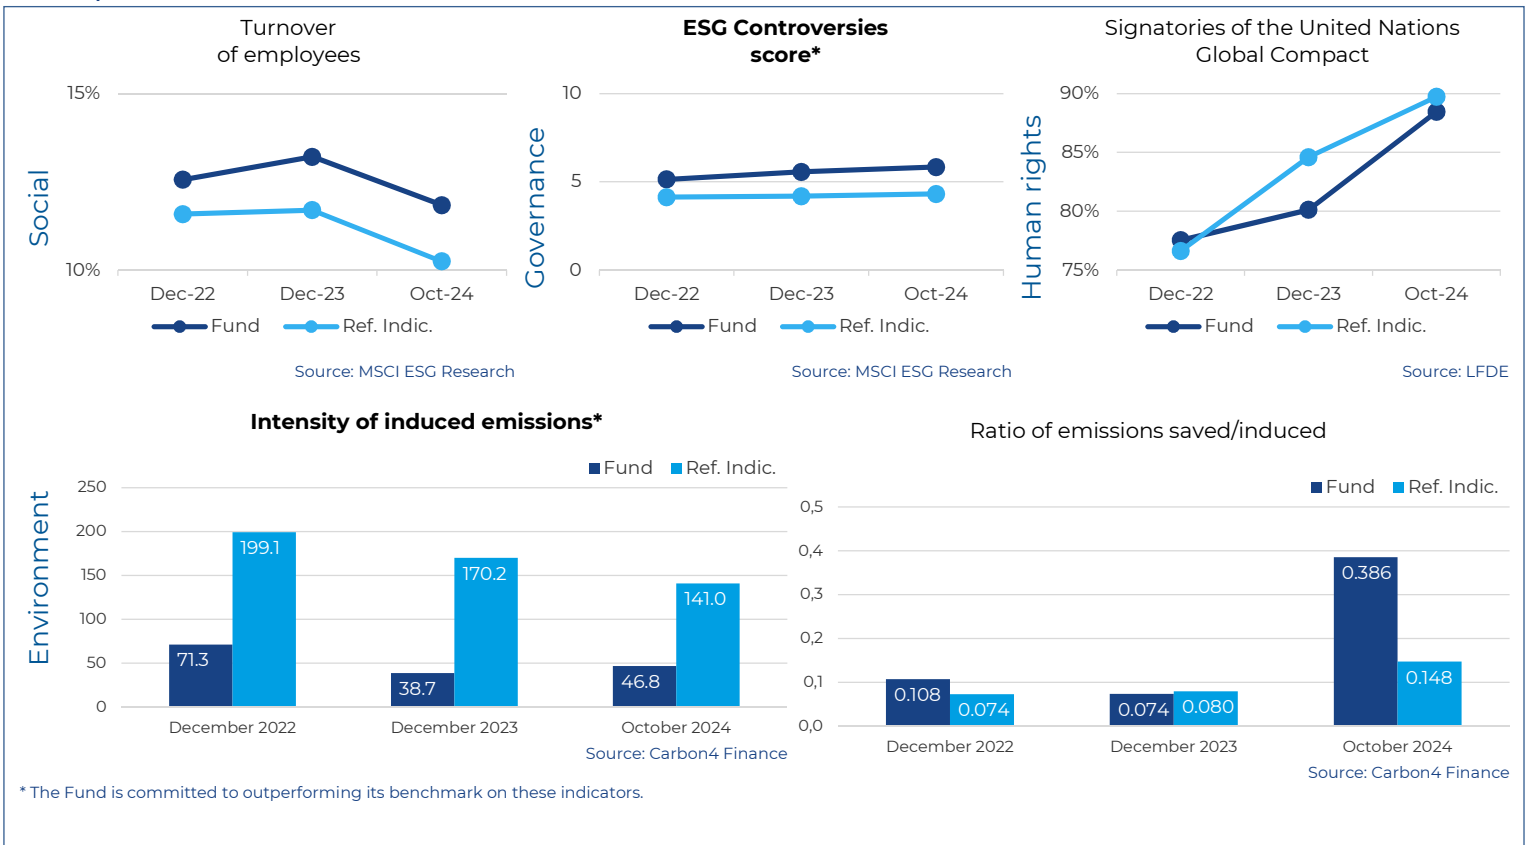 Turnover
of employees
15%
10%
Social
Dec-22 Dec-23 Oct-24
Fund Ref. Indic.
Source: MSCI ESG Research
ESG Controversies
score*
10
5
0
Governance
Dec-22 Dec-23 Oct-24
Fund Ref. Indic.
Source: MSCI ESG Research
Signatories of the United Nations
Global Compact
90%
85%
80%
75%
Human rights
Dec-22 Dec-23 Oct-24
Fund Ref. Indic.
Source: LFDE
Intensity of induced emissions*
Fund Ref. Indic.
250
200
150
100
50
0
Environment
199.1
71.3
170.2
38.7
141.0
46.8
December 2022 December 2023 October 2024
Source: Carbon4 Finance
Ratio of emissions saved/induced
Fund Ref. Indic.
0,5
0,4
0,3
0,2
0,1
0,0
0.108
0.074
0.074
0.080
0.386
0.148
December 2022 December 2023 October 2024
Source: Carbon4 Finance
* The Fund is committed to outperforming its benchmark on these indicators.